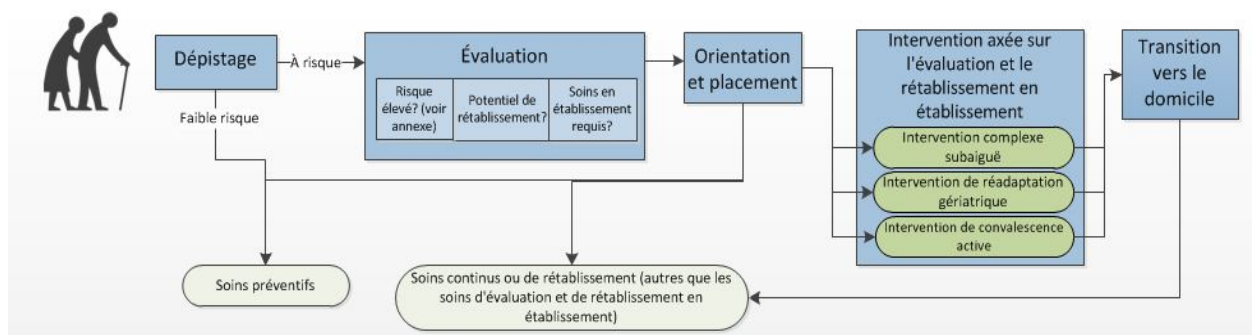 Dépistage
À risque
Faible risque
Évaluation
Risque
élevé? (voir
annexe)
Potentiel de
rétablissement?
Soins en
établissement
requis?
Orientation
et placement
Intervention axée sur
l'évaluation et le
rétablissement en
établissement
Intervention complexe
subaiguë
Intervention de réadaptation
gériatrique
Intervention de convalescence
active
Transition
vers le
domicile
Soins préventifs
Soins continus ou de rétablissement (autres que les
soins d'évaluation et de rétablissement en
établissement)